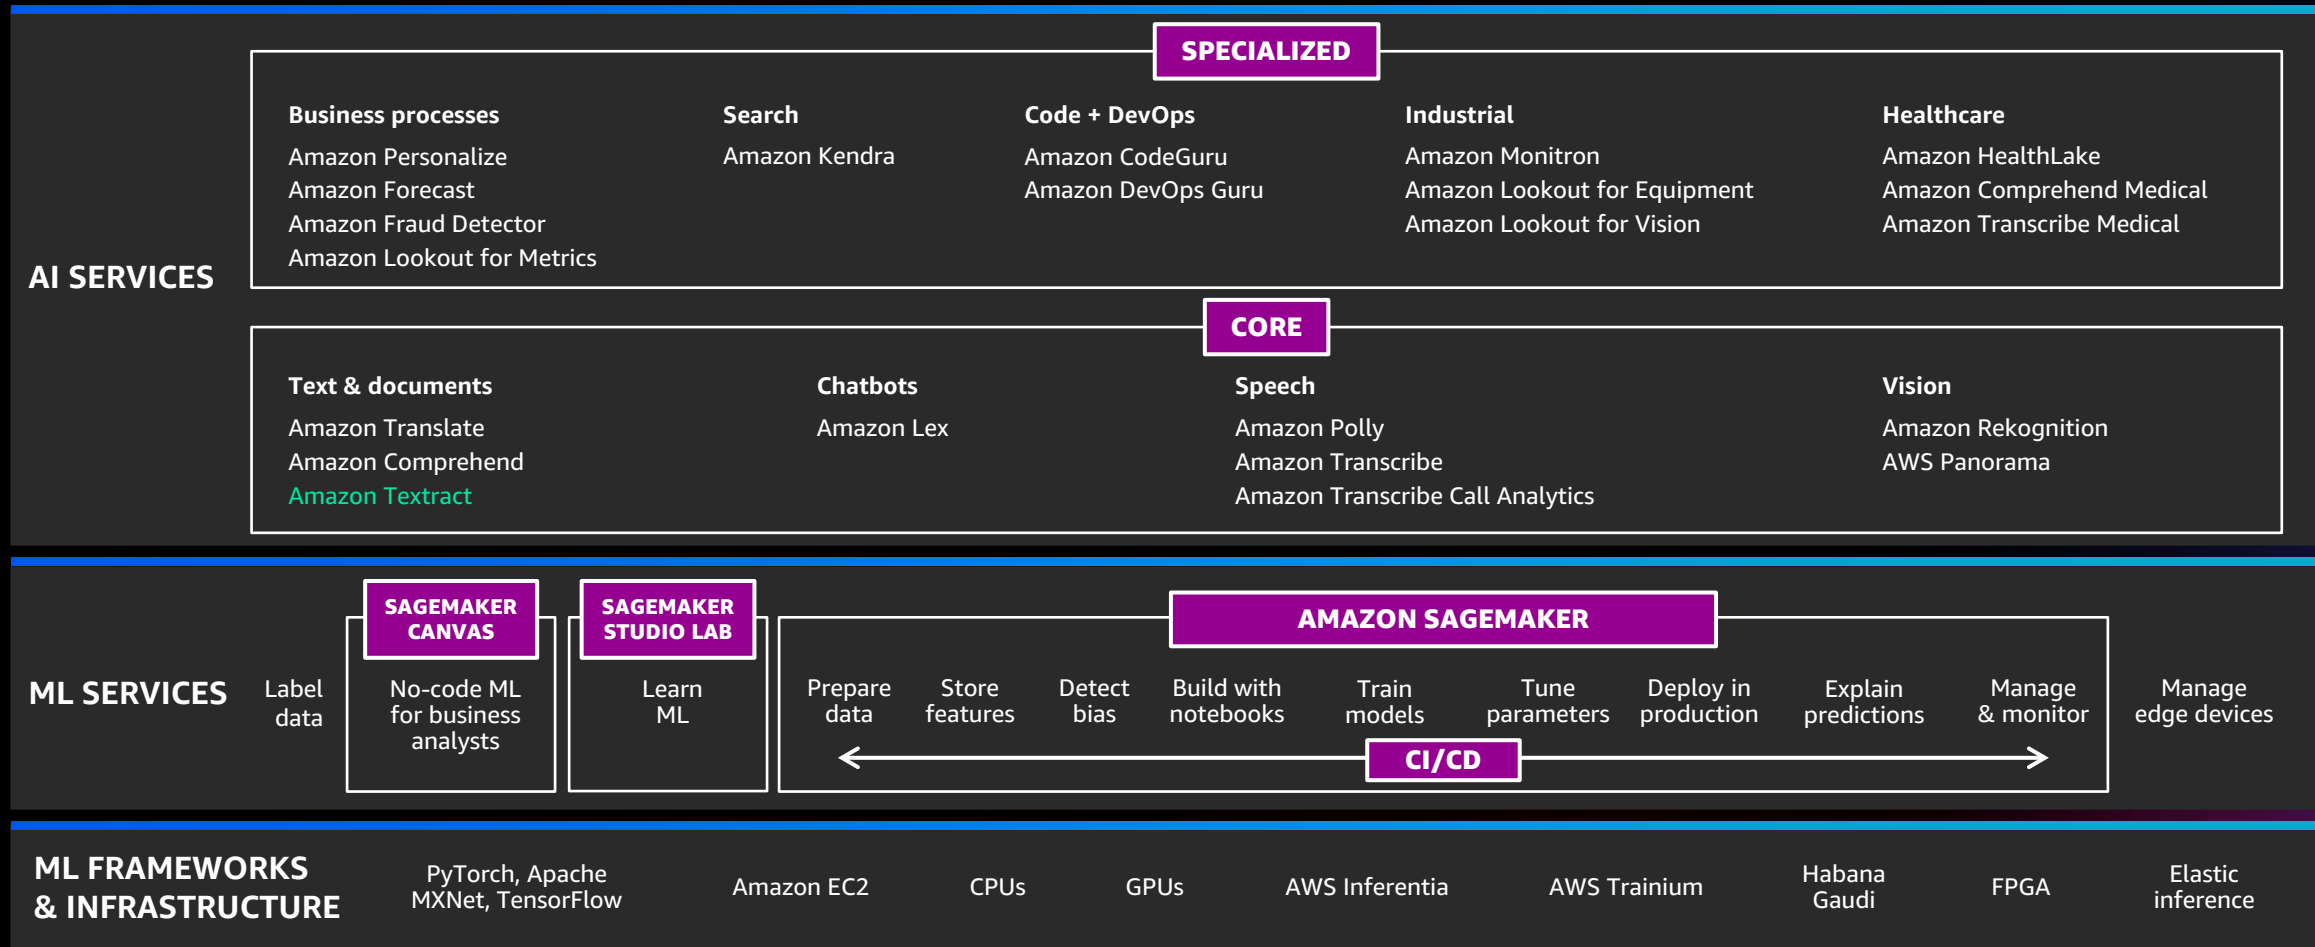 SPECIALIZED
Business processes
Amazon Personalize
Amazon Forecast
Amazon Fraud Detector
Amazon Lookout for Metrics
Search
Amazon Kendra
Code + DevOps
Amazon CodeGuru
Amazon DevOps Guru
Industrial
Amazon Monitron
Amazon Lookout for Equipment
Amazon Lookout for Vision
Healthcare
Amazon HealthLake
Amazon Comprehend Medical
Amazon Transcribe Medical
AI SERVICES
CORE
Text & documents
Amazon Translate
Amazon Comprehend
Amazon Textract
Chatbots
Amazon Lex
Speech
Amazon Polly
Amazon Transcribe
Amazon Transcribe Call Analytics
Vision
Amazon Rekognition
AWS Panorama
ML SERVICES
Label
data
SAGEMAKER
CANVAS
No-code ML
for business
analysts
SAGEMAKER
STUDIO LAB
Learn
ML
AMAZON SAGEMAKER
Prepare
data
Store
features
Detect
bias
Build with
notebooks
Train
models
Tune
parameters
Deploy in
production
Explain
predictions
Manage
& monitor
CI/CD
Manage
edge devices
ML FRAMEWORKS
& INFRASTRUCTURE
PyTorch, Apache
MXNet, TensorFlow
Amazon EC2
CPUs
GPUs
AWS Inferentia
AWS Trainium
Habana
Gaudi
FPGA
Elastic
inference